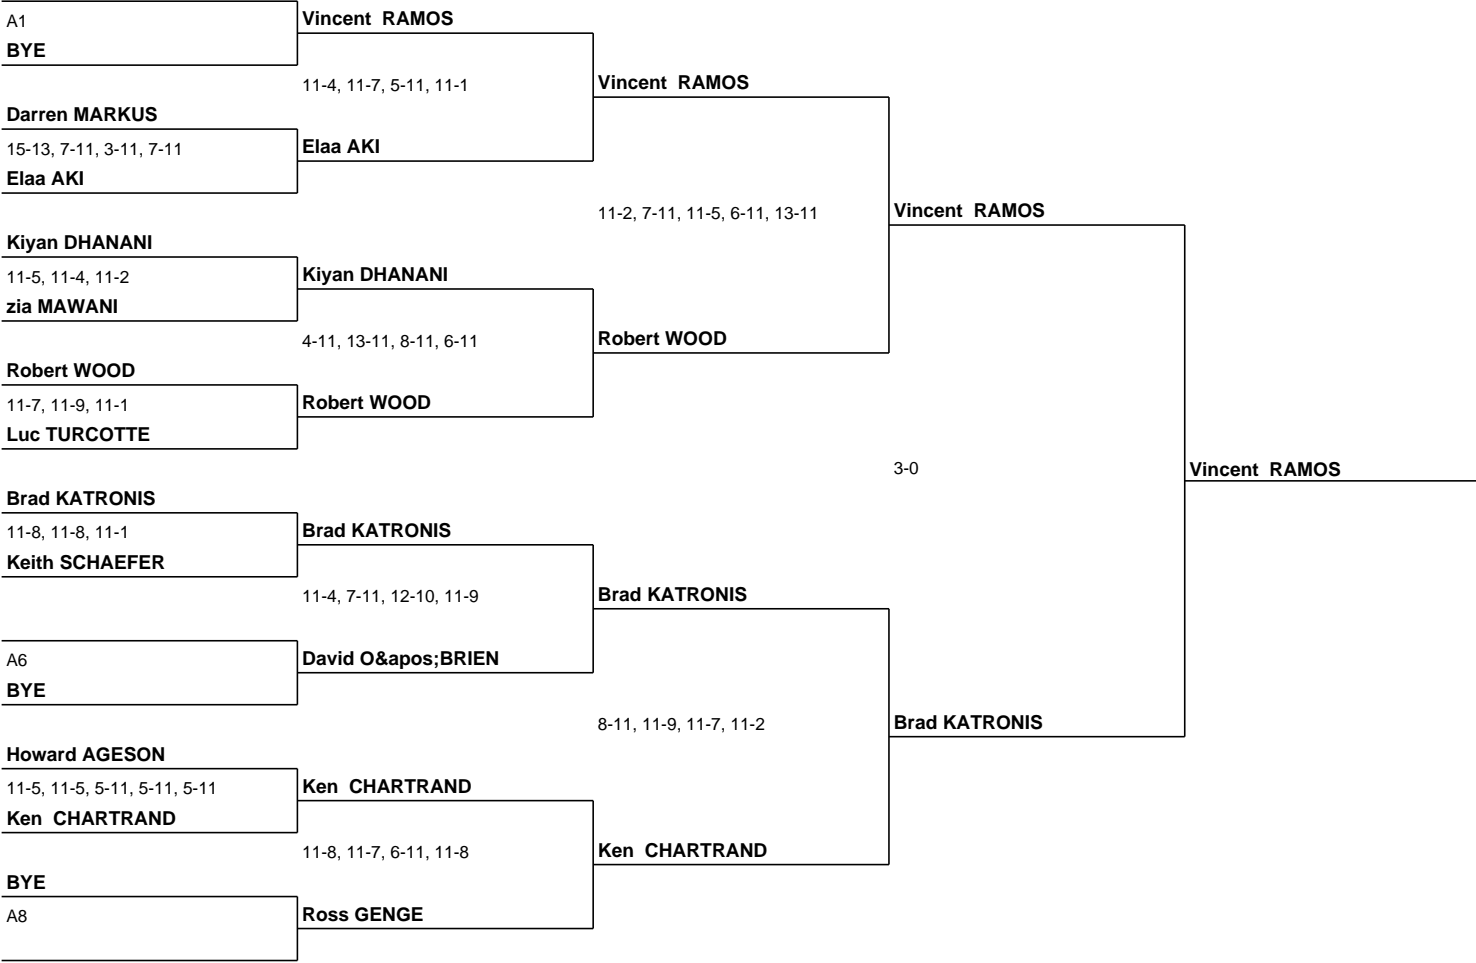 A1
BYE
Vincent  RAMOS
11-4, 11-7, 5-11, 11-1
Darren MARKUS
15-13, 7-11, 3-11, 7-11
Elaa AKI
Elaa AKI
Vincent  RAMOS
11-2, 7-11, 11-5, 6-11, 13-11
Kiyan DHANANI
11-5, 11-4, 11-2
zia MAWANI
Kiyan DHANANI
4-11, 13-11, 8-11, 6-11
Robert WOOD
11-7, 11-9, 11-1
Luc TURCOTTE
Robert WOOD
Robert WOOD
Vincent  RAMOS
3-0
Vincent  RAMOS
Brad KATRONIS
11-8, 11-8, 11-1
Keith SCHAEFER
Brad KATRONIS
11-4, 7-11, 12-10, 11-9
A6
BYE
David O&apos;BRIEN
Brad KATRONIS
8-11, 11-9, 11-7, 11-2
Brad KATRONIS
Howard AGESON
11-5, 11-5, 5-11, 5-11, 5-11
Ken  CHARTRAND
Ken  CHARTRAND
11-8, 11-7, 6-11, 11-8
Ken  CHARTRAND
BYE
A8
Ross GENGE